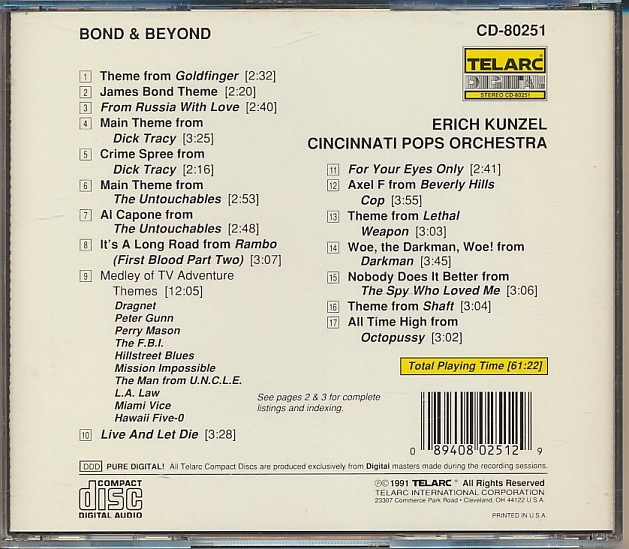 BOND & BEYOND
CD-80251
TELARC®
DIGITAL
STEREO CD-80251
ERICH KUNZEL
CINCINNATI POPS ORCHESTRA
1 Theme from Goldfinger [2:32]
2 James Bond Theme [2:20]
3 From Russia With Love [2:40]
4 Main Theme from
Dick Tracy [3:25]
5 Crime Spree from
Dick Tracy [2:16]
6 Main Theme from
The Untouchables [2:53]
7 Al Capone from
The Untouchables [2:48]
8 It's A Long Road from Rambo
(First Blood Part Two) [3:07]
9 Medley of TV Adventure
Themes [12:05]
Dragnet
Peter Gunn
Perry Mason
The F.B.I.
Hillstreet Blues
Mission Impossible
The Man from U.N.C.L.E.
L.A. Law
Miami Vice
Hawaii Five-0
10 Live And Let Die [3:28]
11 For Your Eyes Only [2:41]
12 Axel F from Beverly Hills
Cop [3:55]
13 Theme from Lethal
Weapon [3:03]
14 Woe, the Darkman, Woe! from
Darkman [3:45]
15 Nobody Does It Better from
The Spy Who Loved Me [3:06]
16 Theme from Shaft [3:04]
17 All Time High from
Octopussy [3:02]
Total Playing Time [61:22]
See pages 2 & 3 for complete
listings and indexing.
0 89408 02512 9
DDD PURE DIGITAL! All Telarc Compact Discs are produced exclusively from Digital masters made during the recording sessions.
COMPACT
disc
DIGITAL AUDIO
℗©1991 TELARC® All Rights Reserved
TELARC INTERNATIONAL CORPORATION
23307 Commerce Park Road • Cleveland, OH 44122 U.S.A.
PRINTED IN U.S.A.